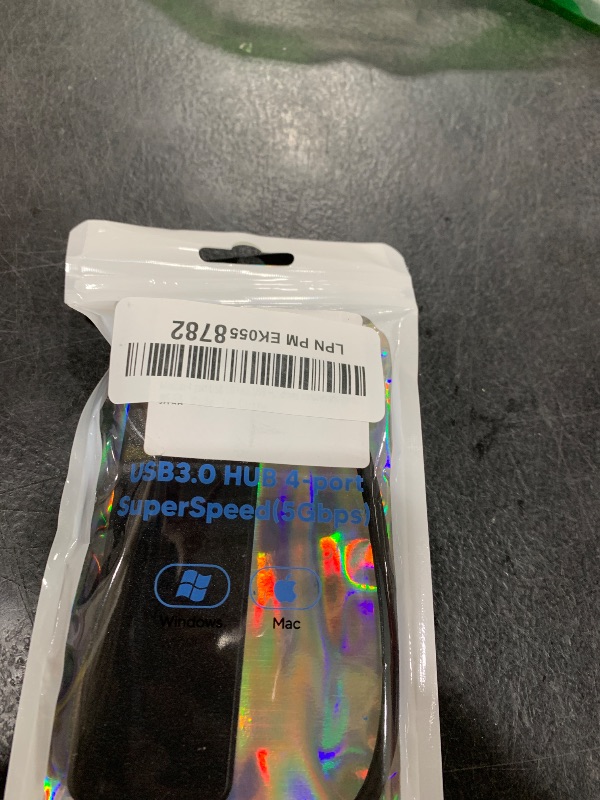 LPN PM EK0558782
USB3.0 HUB 4-port
SuperSpeed(5Gbps)
Windows
Mac